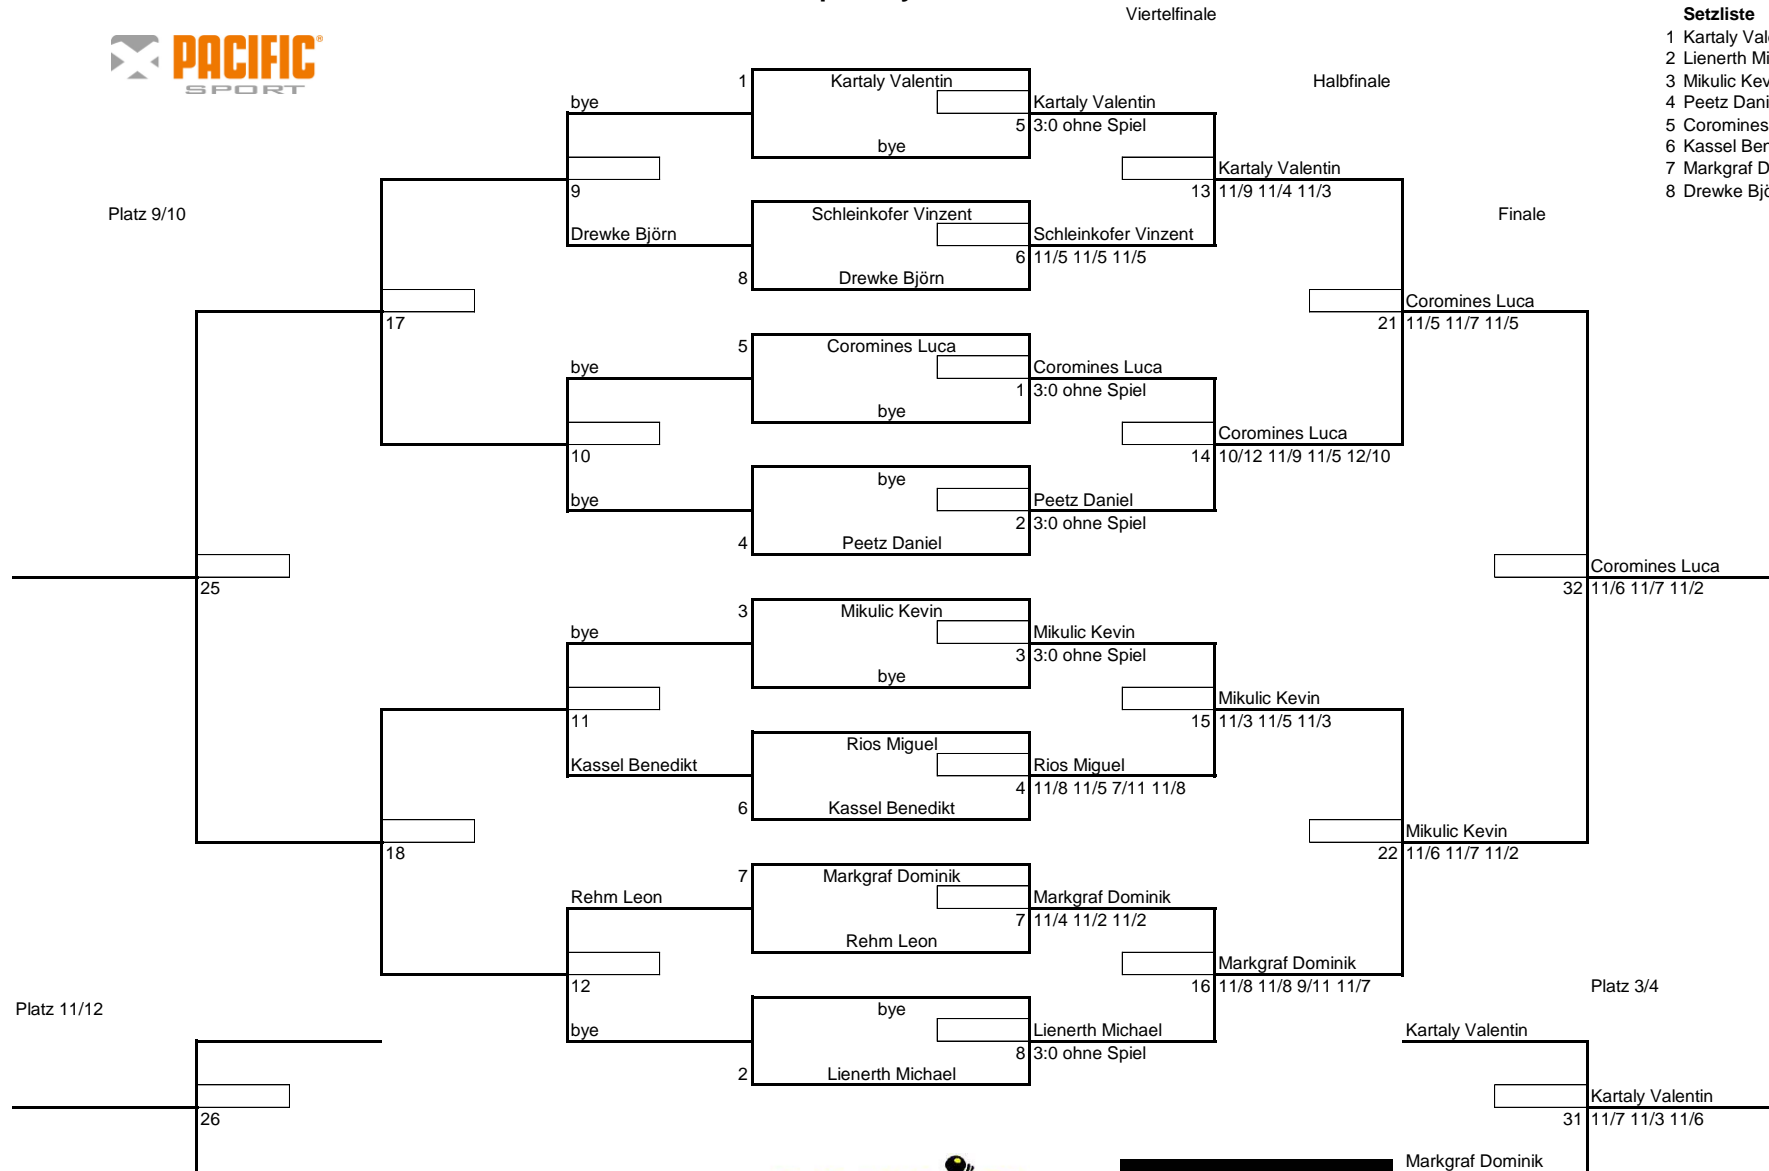 Viertelfinale
Setzliste
PACIFIC
SPORT
1 Kartaly
2 Lienerth
3 Mikulic
4 Peetz
5 Coromines
6 Kassel
7 Markgraf
8 Drewke
Halbfinale
Finale
Platz 9/10
1 Kartaly Valentin
bye
Kartaly Valentin
5 3:0 ohne Spiel
bye
9
Kartaly Valentin
13 11/9 11/4 11/3
Schleinkofer Vinzent
Drewke Björn
Schleinkofer Vinzent
6 11/5 11/5 11/5
8 Drewke Björn
17
Coromines Luca
21 11/5 11/7 11/5
5 Coromines Luca
bye
Coromines Luca
1 3:0 ohne Spiel
bye
10
Coromines Luca
14 10/12 11/9 11/5 12/10
bye
bye
Peetz Daniel
2 3:0 ohne Spiel
4 Peetz Daniel
25
Coromines Luca
32 11/6 11/7 11/2
3 Mikulic Kevin
bye
Mikulic Kevin
3 3:0 ohne Spiel
bye
11
Mikulic Kevin
15 11/3 11/5 11/3
Rios Miguel
Kassel Benedikt
Rios Miguel
4 11/8 11/5 7/11 11/8
6 Kassel Benedikt
18
Mikulic Kevin
22 11/6 11/7 11/2
7 Markgraf Dominik
Rehm Leon
Markgraf Dominik
7 11/4 11/2 11/2
Rehm Leon
12
Markgraf Dominik
16 11/8 11/8 9/11 11/7
Platz 3/4
Platz 11/12
bye
bye
Lienerth Michael
8 3:0 ohne Spiel
2 Lienerth Michael
Kartaly Valentin
26
Kartaly Valentin
31 11/7 11/3 11/6
Markgraf Dominik